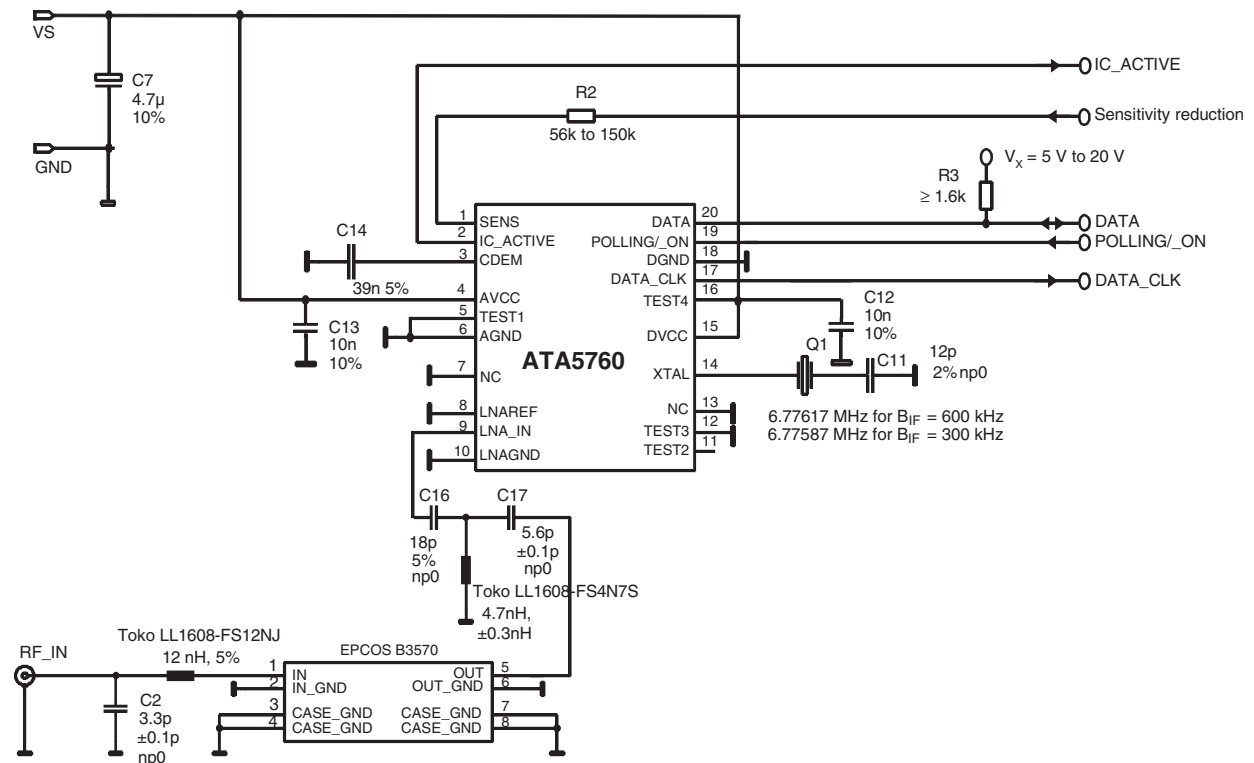 VS
C7
4.7µ
10%
GND
IC_ACTIVE
R2
56k to 150k
Sensitivity reduction
VX = 5 V to 20 V
R3
≥ 1.6k
DATA
POLLING/_ON
DATA_CLK
C14
39n 5%
C13
10n
10%
1
2
3
4
5
6
7
8
9
10
SENS
IC_ACTIVE
CDEM
AVCC
TEST1
AGND
NC
LNAREF
LNA_IN
LNAGND
ATA5760
DATA
POLLING/_ON
DGND
DATA_CLK
TEST4
DVCC
XTAL
NC
TEST3
TEST2
20
19
18
17
16
15
14
13
12
11
C12
10n
10%
Q1
C11
12p
2% np0
6.77617 MHz for BIF = 600 kHz
6.77587 MHz for BIF = 300 kHz
C16
18p
5%
np0
C17
5.6p
±0.1p
np0
Toko LL1608-FS4N7S
4.7nH,
±0.3nH
RF_IN
Toko LL1608-FS12NJ
12 nH, 5%
C2
3.3p
±0.1p
np0
EPCOS B3570
1
2
3
4
IN
IN_GND
CASE_GND
CASE_GND
OUT
OUT_GND
CASE_GND
CASE_GND
5
6
7
8